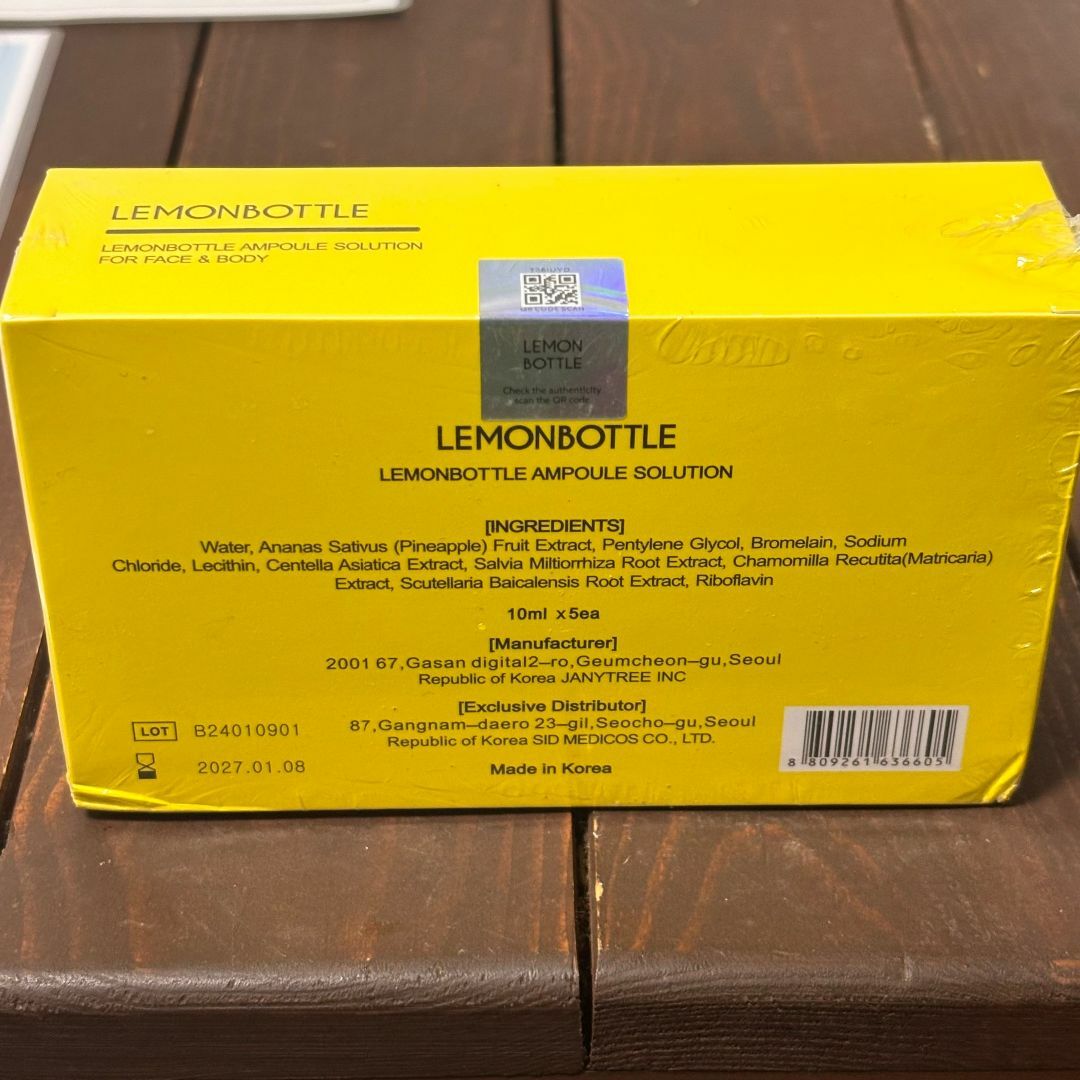 LEMONBOTTLE
LEMONBOTTLE AMPOULE SOLUTION
FOR FACE & BODY
QR CODE SCAN
LEMON
BOTTLE
Check the authenticity
scan the QR code
LEMONBOTTLE
LEMONBOTTLE AMPOULE SOLUTION
[INGREDIENTS]
Water, Ananas Sativus (Pineapple) Fruit Extract, Pentylene Glycol, Bromelain, Sodium
Chloride, Lecithin, Centella Asiatica Extract, Salvia Miltiorrhiza Root Extract, Chamomilla Recutita(Matricaria)
Extract, Scutellaria Baicalensis Root Extract, Riboflavin
10ml x5ea
[Manufacturer]
2001 67,Gasan digital2–ro,Geumcheon–gu,Seoul
Republic of Korea JANYTREE INC
[Exclusive Distributor]
87,Gangnam–daero 23–gil,Seocho–gu,Seoul
Republic of Korea SID MEDICOS CO., LTD.
Made in Korea
LOT B24010901
2027.01.08
8 809261 636605